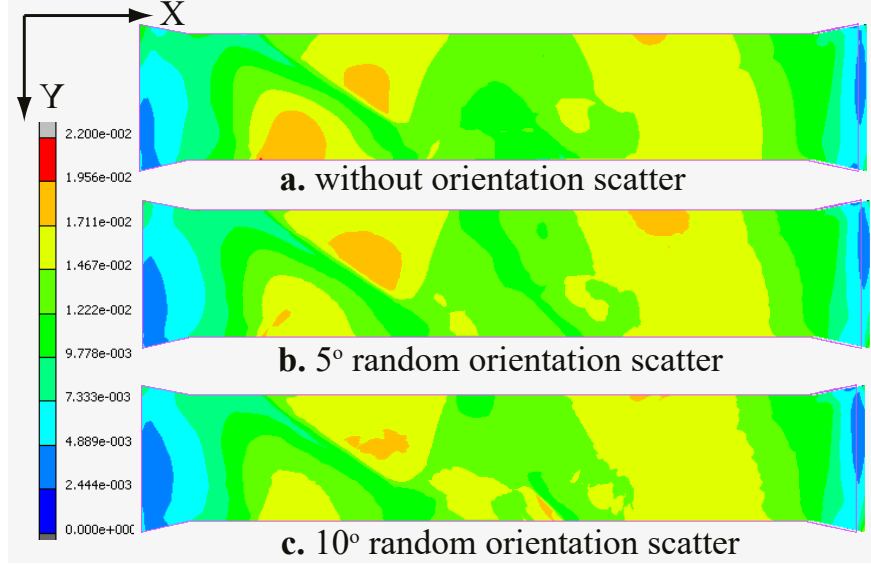 X
Y
2.200e-002
1.956e-002
1.711e-002
1.467e-002
1.222e-002
9.778e-003
7.333e-003
4.889e-003
2.444e-003
0.000e+000
a. without orientation scatter
b. 5° random orientation scatter
c. 10° random orientation scatter